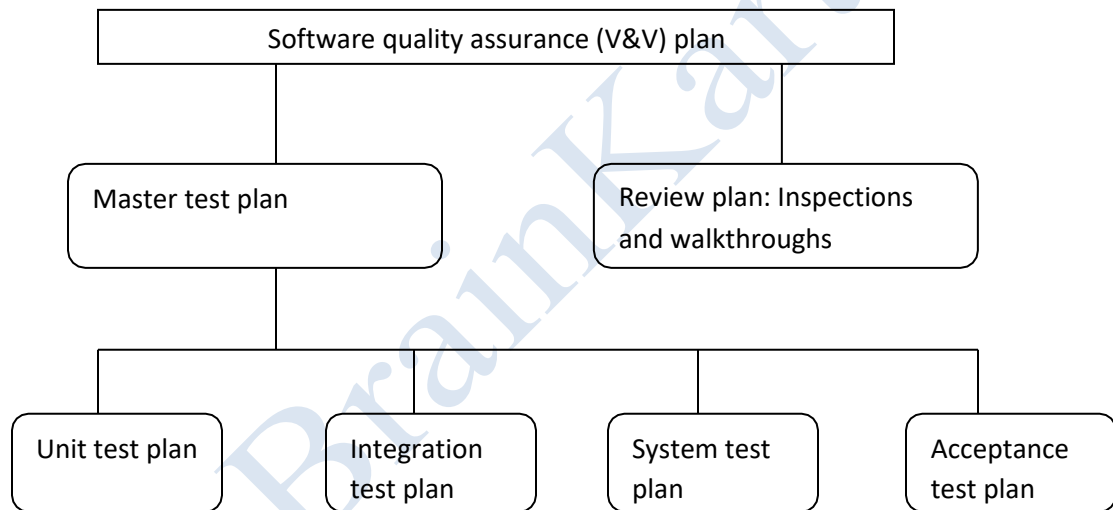 Software quality assurance (V&V) plan
Master test plan
Review plan: Inspections
and walkthroughs
Unit test plan
Integration
test plan
System test
plan
Acceptance
test plan
BrainKart